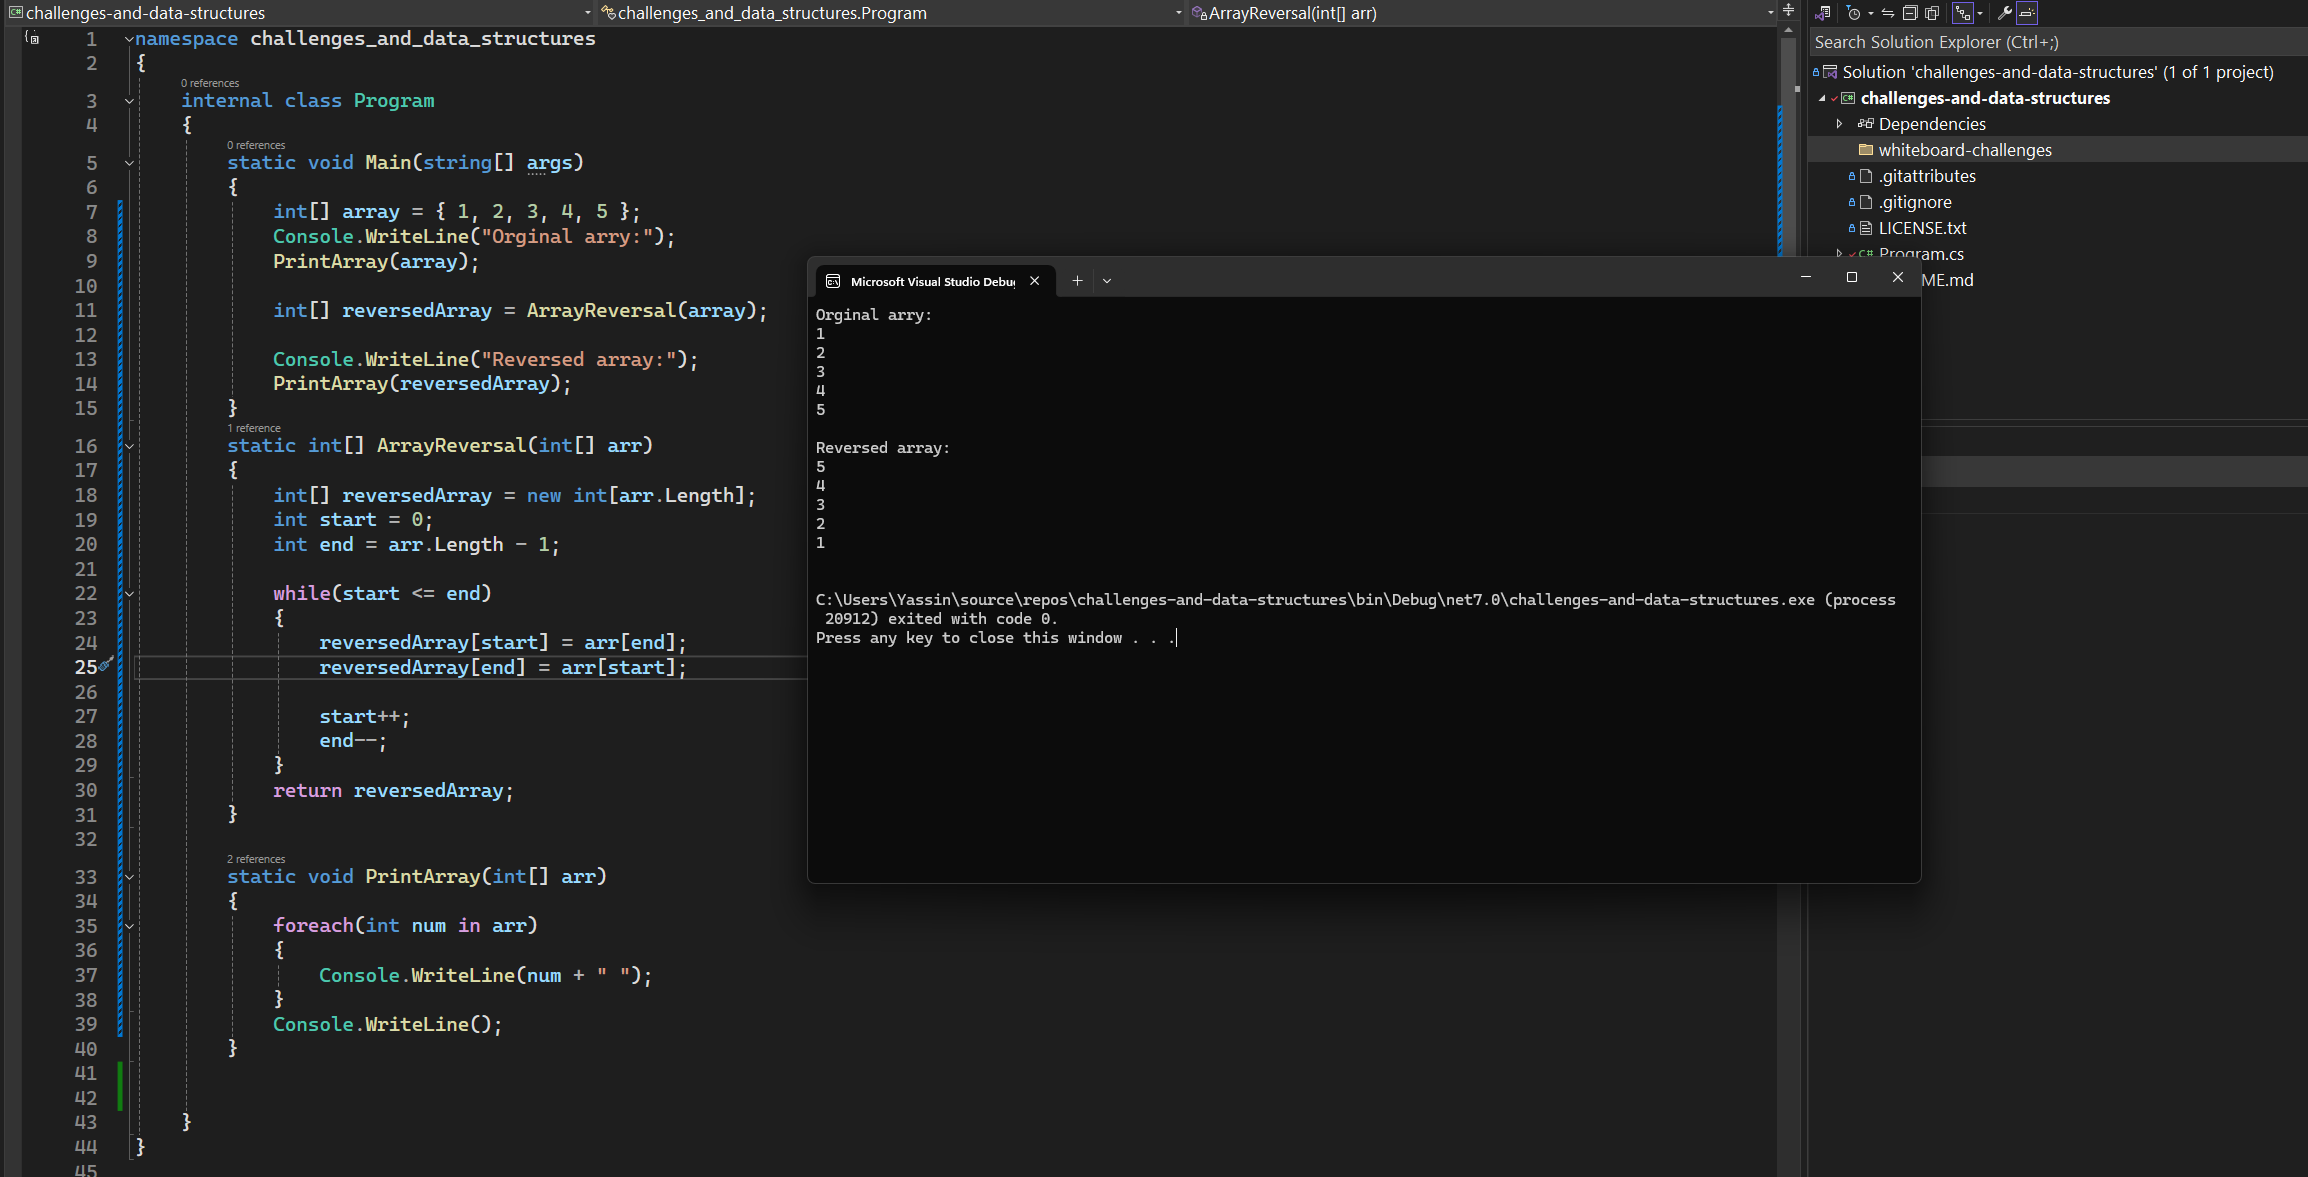 challenges-and-data-structures
challenges_and_data_structures.Program
ArrayReversal(int[] arr)
1 namespace challenges_and_data_structures
2 {
0 references
3 internal class Program
4 {
0 references
5 static void Main(string[] args)
6 {
7 int[] array = { 1, 2, 3, 4, 5 };
8 Console.WriteLine("Orginal arry:");
9 PrintArray(array);
10
11 int[] reversedArray = ArrayReversal(array);
12
13 Console.WriteLine("Reversed array:");
14 PrintArray(reversedArray);
15 }
1 reference
16 static int[] ArrayReversal(int[] arr)
17 {
18 int[] reversedArray = new int[arr.Length];
19 int start = 0;
20 int end = arr.Length - 1;
21
22 while(start <= end)
23 {
24 reversedArray[start] = arr[end];
25 reversedArray[end] = arr[start];
26
27 start++;
28 end--;
29 }
30 return reversedArray;
31 }
32
2 references
33 static void PrintArray(int[] arr)
34 {
35 foreach(int num in arr)
36 {
37 Console.WriteLine(num + " ");
38 }
39 Console.WriteLine();
40 }
41
42
43 }
44 }
45
Microsoft Visual Studio Debu
Orginal arry:
1
2
3
4
5
Reversed array:
5
4
3
2
1
C:\Users\Yassin\source\repos\challenges-and-data-structures\bin\Debug\net7.0\challenges-and-data-structures.exe (process
20912) exited with code 0.
Press any key to close this window . . .
Search Solution Explorer (Ctrl+;)
Solution 'challenges-and-data-structures' (1 of 1 project)
C# challenges-and-data-structures
Dependencies
whiteboard-challenges
.gitattributes
.gitignore
LICENSE.txt
C# Program.cs
ME.md